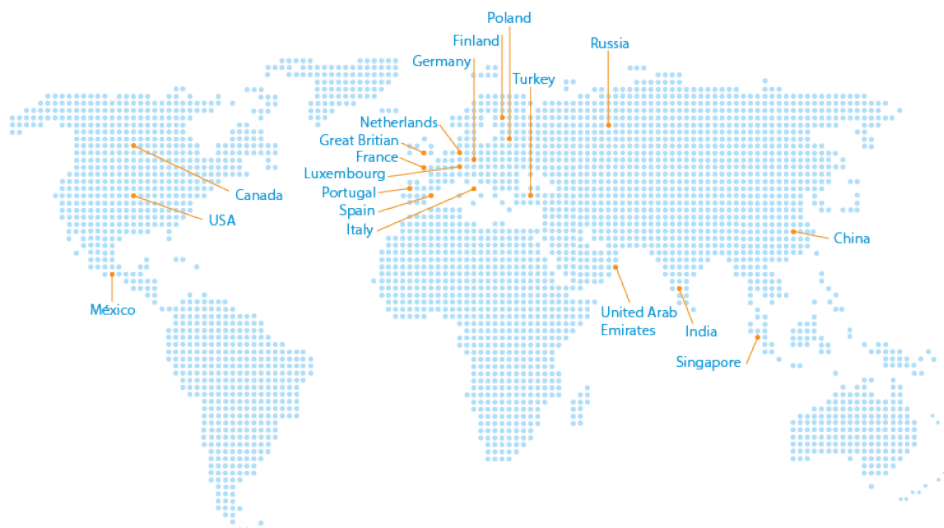 Poland
Finland
Russia
Germany
Turkey
Netherlands
Great Britian
France
Luxembourg
Portugal
Canada
Spain
USA
Italy
China
México
United Arab
Emirates
India
Singapore